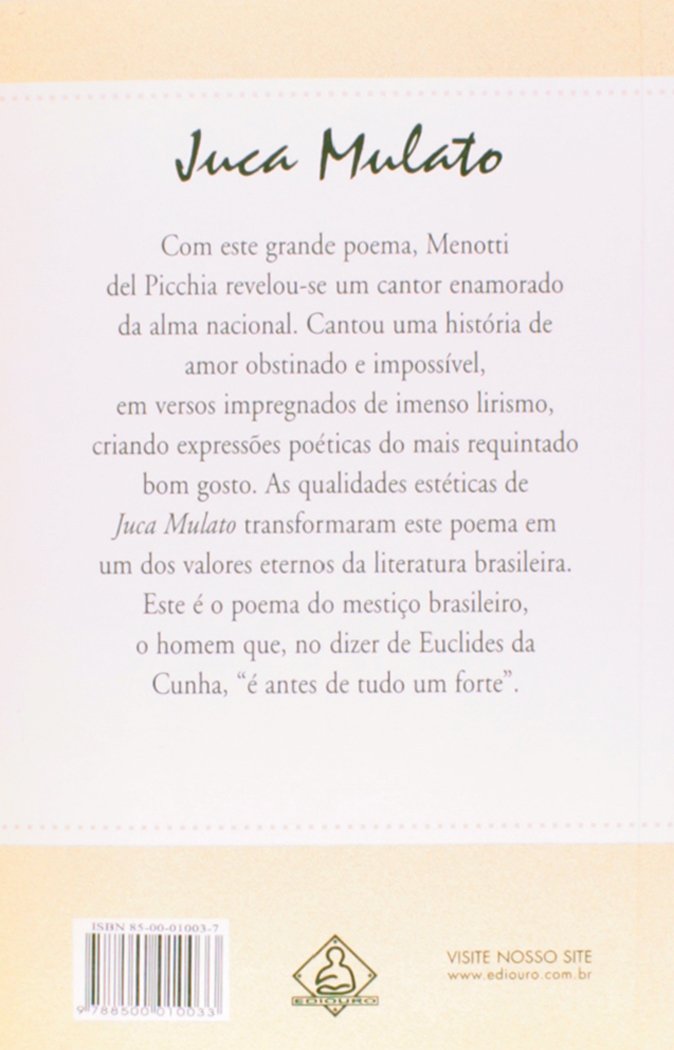 Juca Mulato
Com este grande poema, Menotti
del Picchia revelou-se um cantor enamorado
da alma nacional. Cantou uma história de
amor obstinado e impossível,
em versos impregnados de imenso lirismo,
criando expressões poéticas do mais requintado
bom gosto. As qualidades estéticas de
Juca Mulato transformaram este poema em
um dos valores eternos da literatura brasileira.
Este é o poema do mestiço brasileiro,
o homem que, no dizer de Euclides da
Cunha, “é antes de tudo um forte”.
ISBN 85-00-01003-7
9 788500 010033
EDIOURO
VISITE NOSSO SITE
www.ediouro.com.br